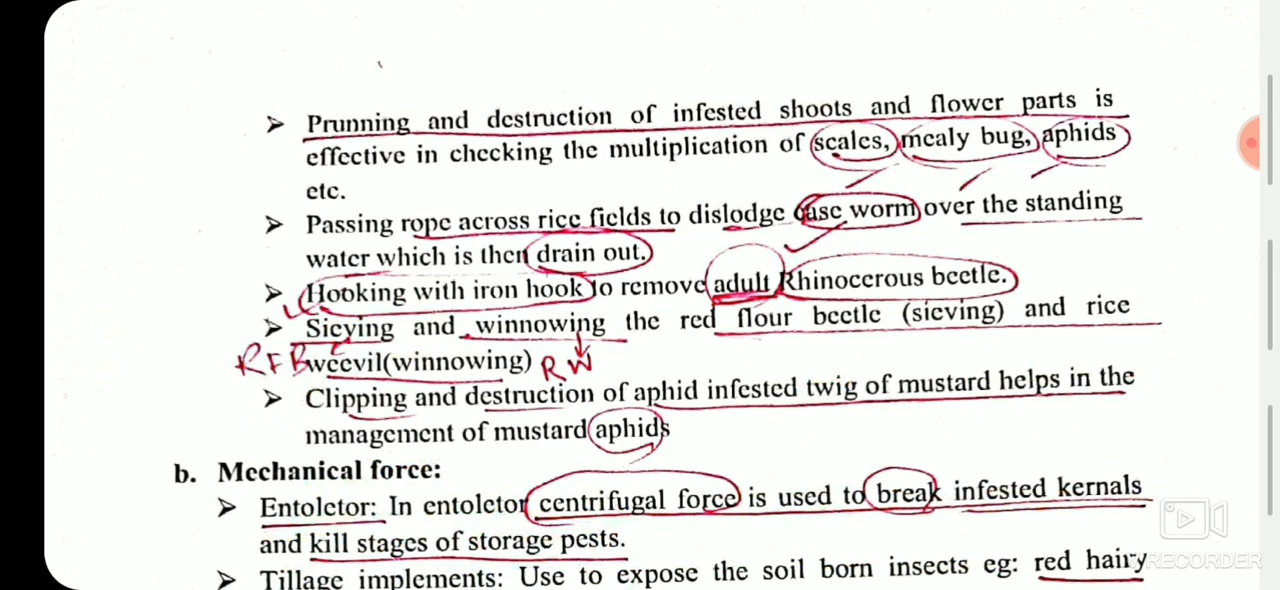 ➤ Prunning and destruction of infested shoots and flower parts is
effective in checking the multiplication of scales, mealy bug, aphids
etc.
➤ Passing rope across rice fields to dislodge case worm over the standing
water which is then drain out.
➤ Hooking with iron hook to remove adult Rhinocerous beetle.
➤ Sieving and winnowing the red flour beetle (sieving) and rice
RFB weevil(winnowing) RW
➤ Clipping and destruction of aphid infested twig of mustard helps in the
management of mustard aphids
b. Mechanical force:
➤ Entoletor: In entoletor centrifugal force is used to break infested kernals
and kill stages of storage pests.
RECORDER
➤ Tillage implements: Use to expose the soil born insects eg: red hairy